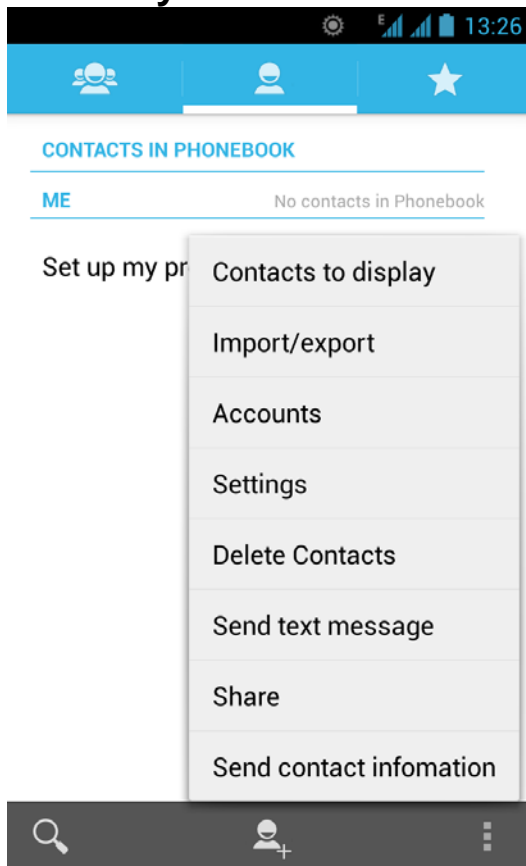 E 13:26
CONTACTS IN PHONEBOOK
ME No contacts in Phonebook
Set up my pr
Contacts to display
Import/export
Accounts
Settings
Delete Contacts
Send text message
Share
Send contact infomation